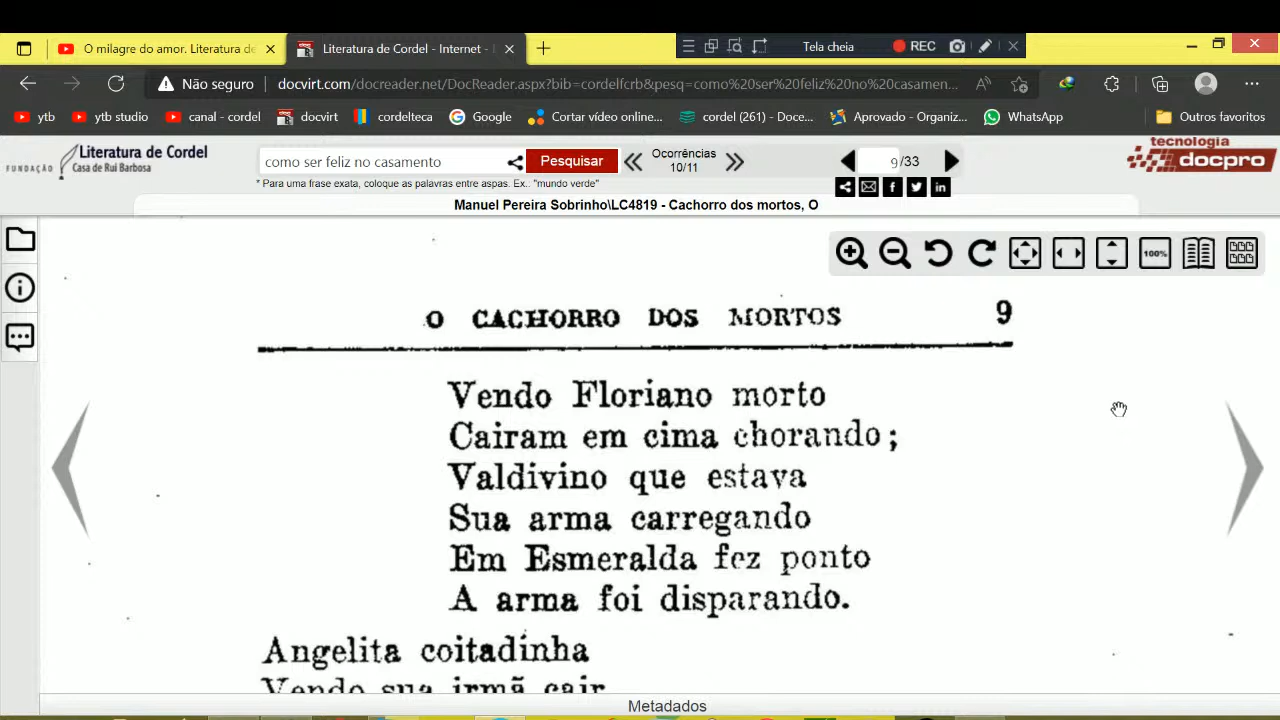 O milagre do amor. Literatura de
Literatura de Cordel - Internet -
Tela cheia
REC
Não seguro
docvirt.com/docreader.net/DocReader.aspx?bib=cordelfcrb&pesq=como%20ser%20feliz%20no%20casamen...
ytb
ytb studio
canal - cordel
docvirt
cordelteca
Google
Cortar vídeo online...
cordel (261) - Doce...
Aprovado - Organiz...
WhatsApp
Outros favoritos
FUNDAÇÃO
Literatura de Cordel
Casa de Rui Barbosa
como ser feliz no casamento
Pesquisar
Ocorrências
10/11
9 /33
tecnologia
docpro
* Para uma frase exata, coloque as palavras entre aspas. Ex.. "mundo verde"
Manuel Pereira Sobrinho\LC4819 - Cachorro dos mortos, O
100%
O CACHORRO DOS MORTOS 9
Vendo Floriano morto
Cairam em cima chorando;
Valdivino que estava
Sua arma carregando
Em Esmeralda fez ponto
A arma foi disparando.
Angelita coitadinha
Vendo sua irmã cair
Metadados